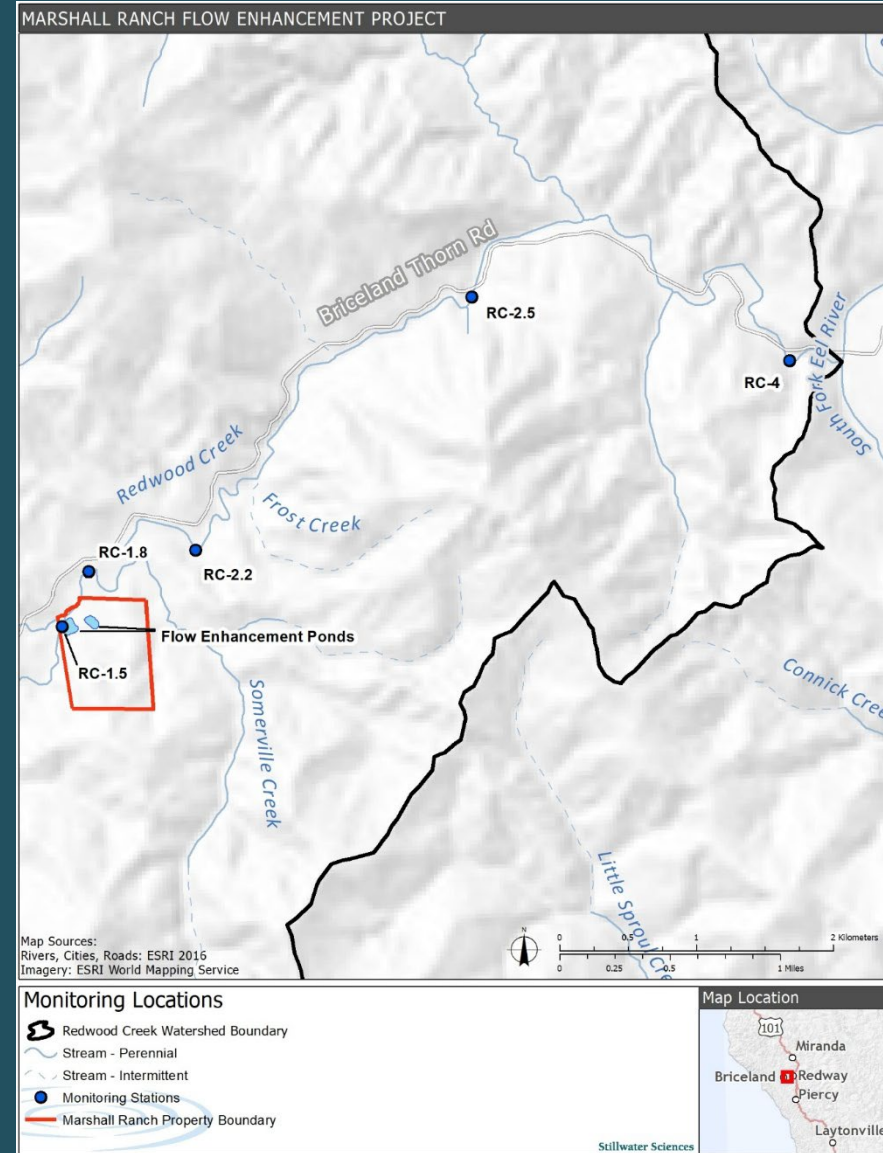 MARSHALL RANCH FLOW ENHANCEMENT PROJECT
Briceland Thorn Rd
RC-2.5
RC-4
South Fork Eel River
Redwood Creek
Frost Creek
RC-1.8
RC-2.2
Flow Enhancement Ponds
RC-1.5
Somerville Creek
Connick Cree
Little Sproul Cre
Map Sources:
Rivers, Cities, Roads: ESRI 2016
Imagery: ESRI World Mapping Service
N
0 0.5 1 2 Kilometers
0 0.25 0.5 1 Miles
Monitoring Locations
Redwood Creek Watershed Boundary
Stream - Perennial
Stream - Intermittent
Monitoring Stations
Marshall Ranch Property Boundary
Stillwater Sciences
Map Location
101
Miranda
Briceland Redway
Piercy
Laytonville